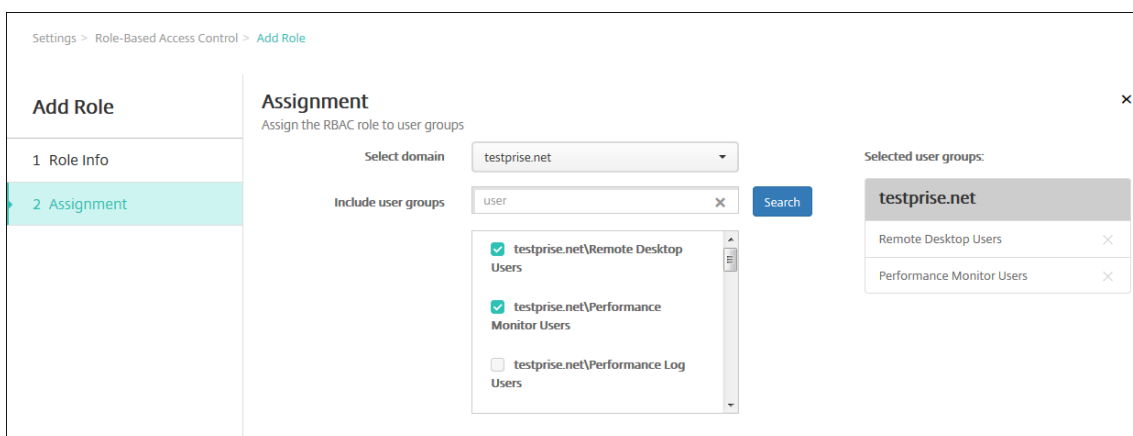 Settings > Role-Based Access Control > Add Role
Add Role
1 Role Info
2 Assignment
Assignment
Assign the RBAC role to user groups
Select domain
testprise.net
Include user groups
user
Search
testprise.net\Remote Desktop
Users
testprise.net\Performance
Monitor Users
testprise.net\Performance Log
Users
Selected user groups:
testprise.net
Remote Desktop Users
Performance Monitor Users